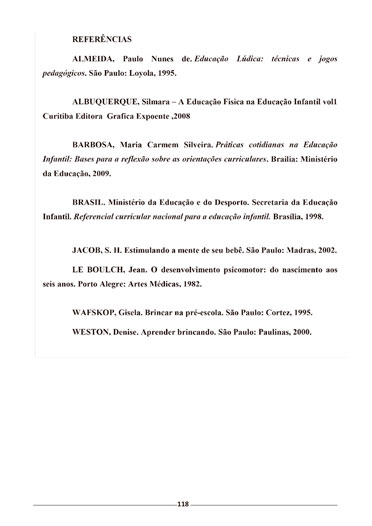 REFERÊNCIAS
ALMEIDA, Paulo Nunes de. Educação Lúdica: técnicas e jogos
pedagógicos. São Paulo: Loyola, 1995.
ALBUQUERQUE, Silmara – A Educação Fisica na Educação Infantil vol1
Curitiba Editora Grafica Expoente ,2008
BARBOSA, Maria Carmem Silveira. Práticas cotidianas na Educação
Infantil: Bases para a reflexão sobre as orientações curriculares. Brailia: Ministério
da Educação, 2009.
BRASIL. Ministério da Educação e do Desporto. Secretaria da Educação
Infantil. Referencial curricular nacional para a educação infantil. Brasília, 1998.
JACOB, S. H. Estimulando a mente de seu bebê. São Paulo: Madras, 2002.
LE BOULCH, Jean. O desenvolvimento psicomotor: do nascimento aos
seis anos. Porto Alegre: Artes Médicas, 1982.
WAFSKOP, Gisela. Brincar na pré-escola. São Paulo: Cortez, 1995.
WESTON, Denise. Aprender brincando. São Paulo: Paulinas, 2000.
118